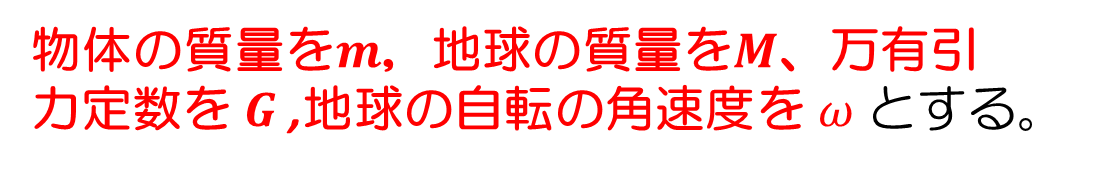 物体の質量をm, 地球の質量をM、万有引
力定数を G ,地球の自転の角速度を ω とする。